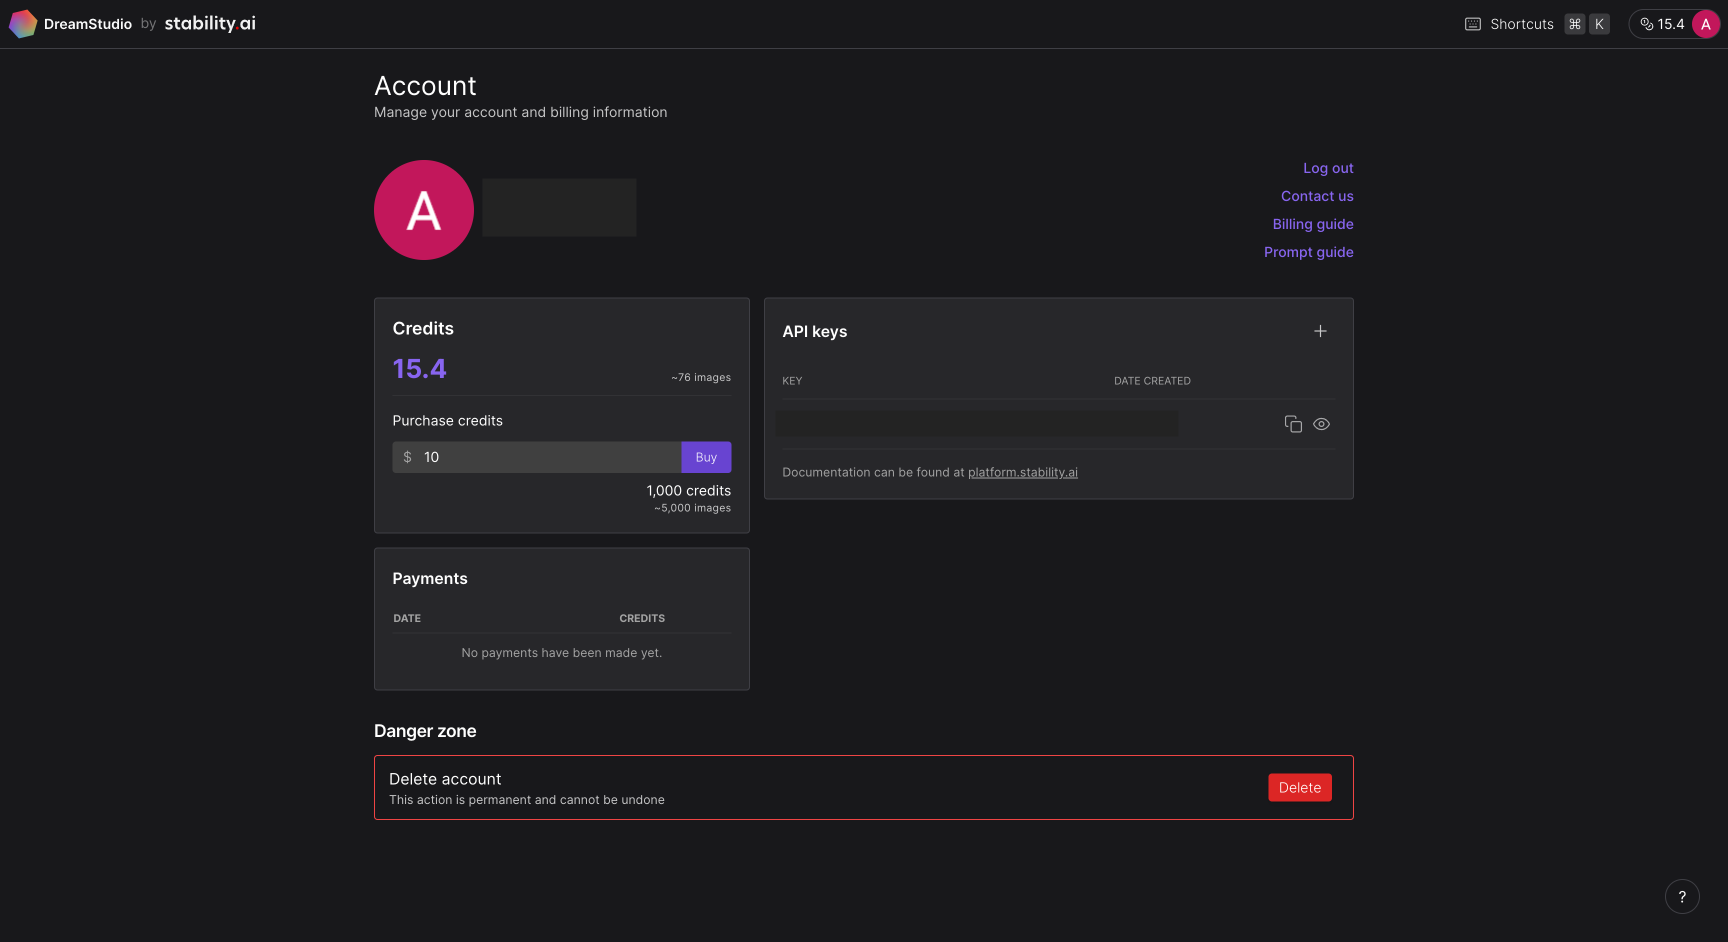 DreamStudio by stability.ai
Shortcuts ⌘ K
15.4 A
Account
Manage your account and billing information
A
Log out
Contact us
Billing guide
Prompt guide
Credits
15.4
~76 images
Purchase credits
$ 10
Buy
1,000 credits
~5,000 images
API keys
KEY DATE CREATED
Documentation can be found at platform.stability.ai
Payments
DATE CREDITS
No payments have been made yet.
Danger zone
Delete account
This action is permanent and cannot be undone
Delete
?